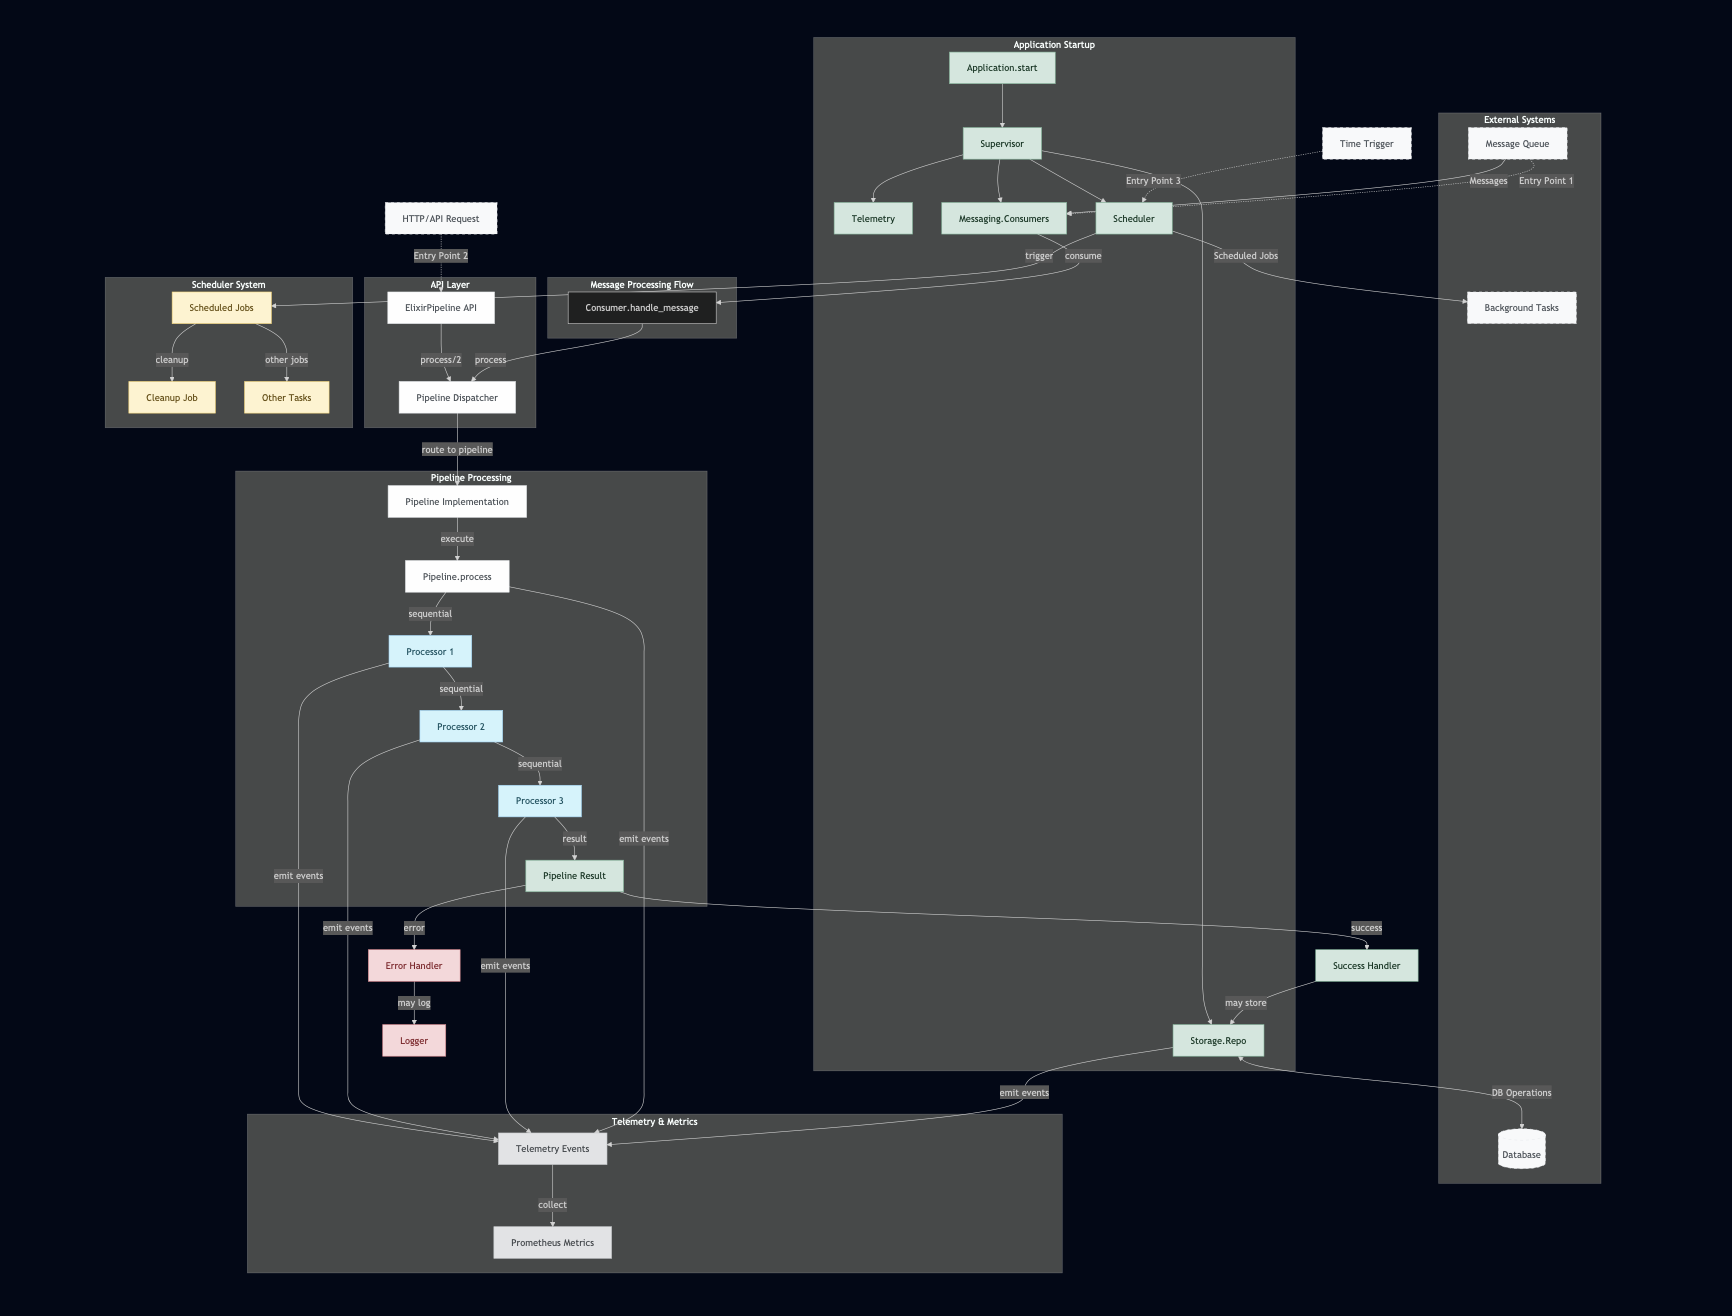 Application Startup
Application.start
External Systems
Supervisor
Time Trigger
Message Queue
Entry Point 3
Messages
Entry Point 1
HTTP/API Request
Telemetry
Messaging.Consumers
Scheduler
Entry Point 2
trigger
consume
Scheduled Jobs
Scheduler System
API Layer
Message Processing Flow
Scheduled Jobs
ElixirPipeline API
Consumer.handle_message
Background Tasks
cleanup
other jobs
process/2
process
Cleanup Job
Other Tasks
Pipeline Dispatcher
route to pipeline
Pipeline Processing
Pipeline Implementation
execute
Pipeline.process
sequential
Processor 1
sequential
Processor 2
sequential
Processor 3
result
emit events
Pipeline Result
emit events
error
emit events
success
Error Handler
emit events
Success Handler
may log
may store
Logger
Storage.Repo
emit events
DB Operations
Telemetry & Metrics
Telemetry Events
Database
collect
Prometheus Metrics